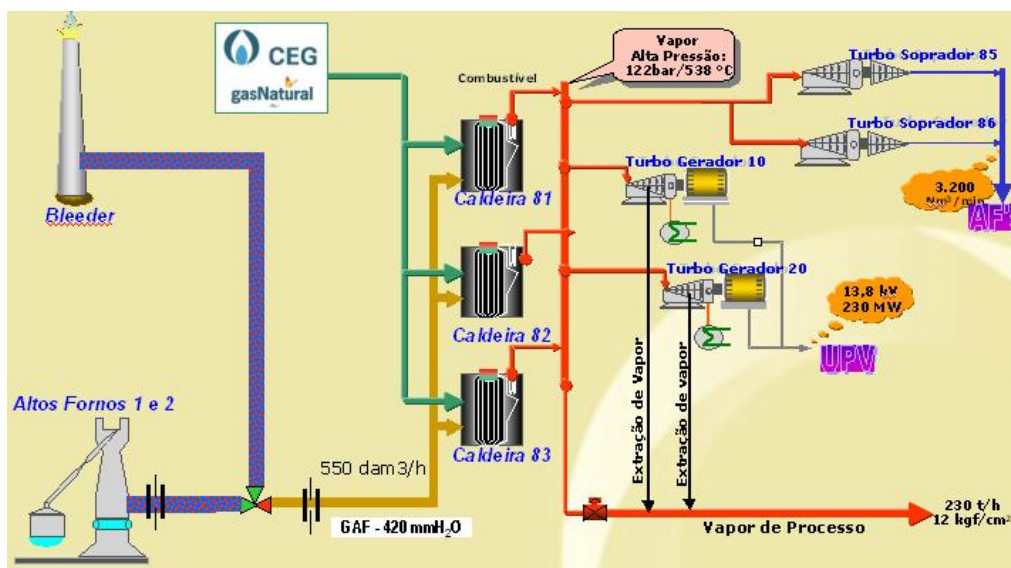 CEG
gasNatural
Combustível
Vapor
Alta Pressão:
122bar/538 °C
Turbo Soprador 85
Turbo Soprador 86
3.200
Nm³/min
AF's
Bleeder
Caldeira 81
Turbo Gerador 10
Turbo Gerador 20
13,8 kV
230 MW
UPV
Caldeira 82
Extração de Vapor
Extração de vapor
Altos Fornos 1 e 2
Caldeira 83
550 dam3/h
GAF - 420 mmH2O
Vapor de Processo
230 t/h
12 kgf/cm²